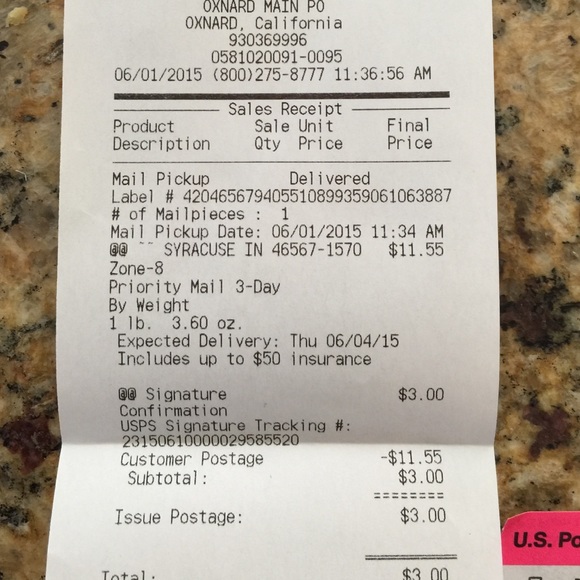 OXNARD MAIN PO
OXNARD, California
930369996
0581020091-0095
06/01/2015 (800)275-8777 11:36:56 AM
Sales Receipt
Product Sale Unit Final
Description Qty Price Price
Mail Pickup Delivered
Label # 420465679405510899359061063887
# of Mailpieces : 1
Mail Pickup Date: 06/01/2015 11:34 AM
@@ ~~ SYRACUSE IN 46567-1570 $11.55
Zone-8
Priority Mail 3-Day
By Weight
1 lb. 3.60 oz.
Expected Delivery: Thu 06/04/15
Includes up to $50 insurance
@@ Signature $3.00
Confirmation
USPS Signature Tracking #:
23150610000029585520
Customer Postage -$11.55
Subtotal: $3.00
========
Issue Postage: $3.00
Total: $3.00
U.S. Po